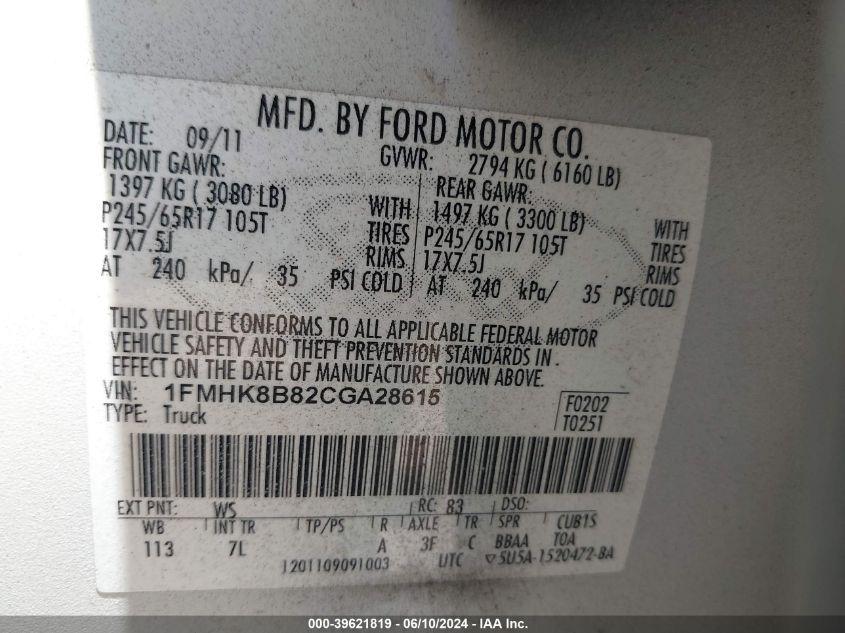 MFD. BY FORD MOTOR CO.
DATE: 09/11 GVWR: 2794 KG ( 6160 LB)
FRONT GAWR: REAR GAWR:
1397 KG ( 3080 LB) WITH 1497 KG ( 3300 LB) WITH
P245/65R17 105T TIRES P245/65R17 105T TIRES
17X7.5J RIMS 17X7.5J RIMS
AT 240 kPa/ 35 PSI COLD AT 240 kPa/ 35 PSI COLD
THIS VEHICLE CONFORMS TO ALL APPLICABLE FEDERAL MOTOR
VEHICLE SAFETY AND THEFT PREVENTION STANDARDS IN .
EFFECT ON THE DATE OF MANUFACTURE SHOWN ABOVE.
VIN: 1FMHK8B82CGA28615 F0202
TYPE: Truck T0251
EXT PNT: WS RC: 83 DSO:
WB INT TR TP/PS R AXLE TR SPR CUB1S
113 7L A 3F C BBAA TOA
1201109091003 UTC ▽5U5A-1520472-BA
000-39621819 - 06/10/2024 - IAA Inc.